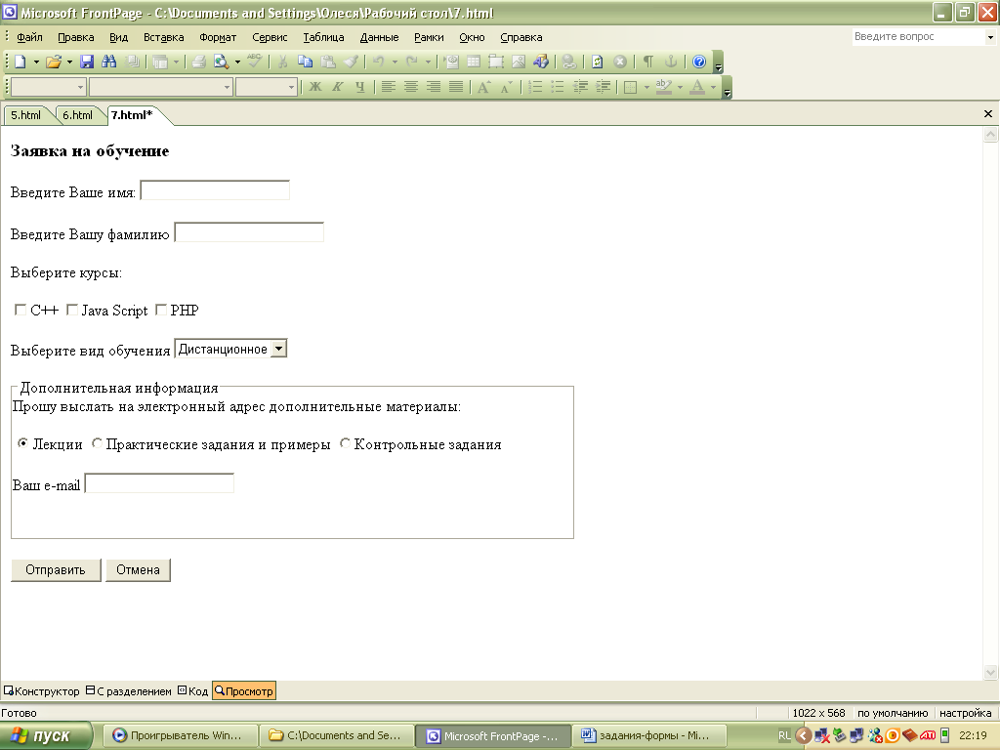 Microsoft FrontPage - C:\Documents and Settings\Олеся\Рабочий стол\7.html
Файл Правка Вид Вставка Формат Сервис Таблица Данные Рамки Окно Справка Введите вопрос
Ж К Ч A A ab A
5.html 6.html 7.html*
Заявка на обучение
Введите Ваше имя:
Введите Вашу фамилию
Выберите курсы:
C++ Java Script PHP
Выберите вид обучения Дистанционное
Дополнительная информация
Прошу выслать на электронный адрес дополнительные материалы:
Лекции Практические задания и примеры Контрольные задания
Ваш e-mail
Отправить Отмена
Конструктор С разделением Код Просмотр
Готово 1022 x 568 по умолчанию настройка
пуск Проигрыватель Win... C:\Documents and Se... Microsoft FrontPage -... задания-формы - Mi... RL 22:19